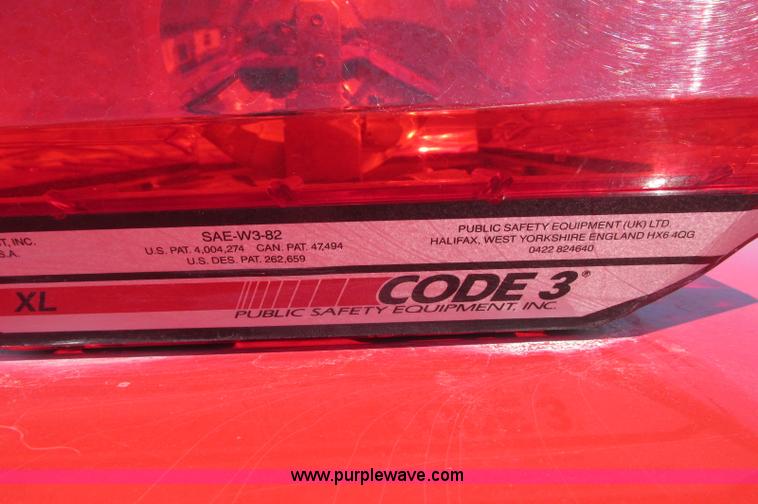 T, INC.
S.A.
SAE-W3-82
U.S. PAT. 4,004,274 CAN. PAT. 47,494
U.S. DES. PAT. 262,659
PUBLIC SAFETY EQUIPMENT (UK) LTD
HALIFAX, WEST YORKSHIRE ENGLAND HX6 4QG
0422 824640
XL
CODE 3®
PUBLIC SAFETY EQUIPMENT, INC.
www.purplewave.com